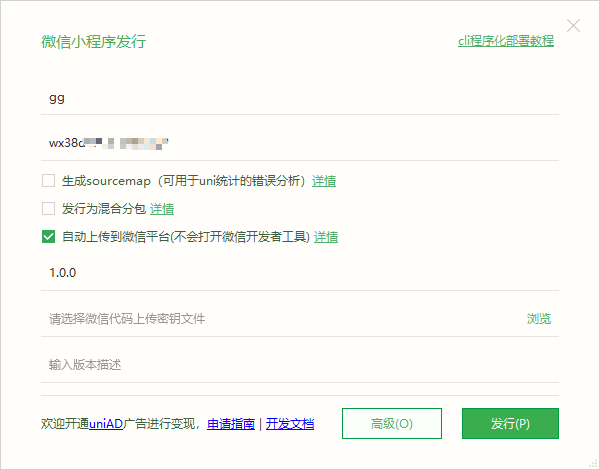 微信小程序发行 cli程序化部署教程
gg
wx38
生成sourcemap（可用于uni统计的错误分析）详情
发行为混合分包 详情
自动上传到微信平台(不会打开微信开发者工具) 详情
1.0.0
请选择微信代码上传密钥文件 浏览
输入版本描述
欢迎开通uniAD广告进行变现，申请指南 | 开发文档 高级(O) 发行(P)